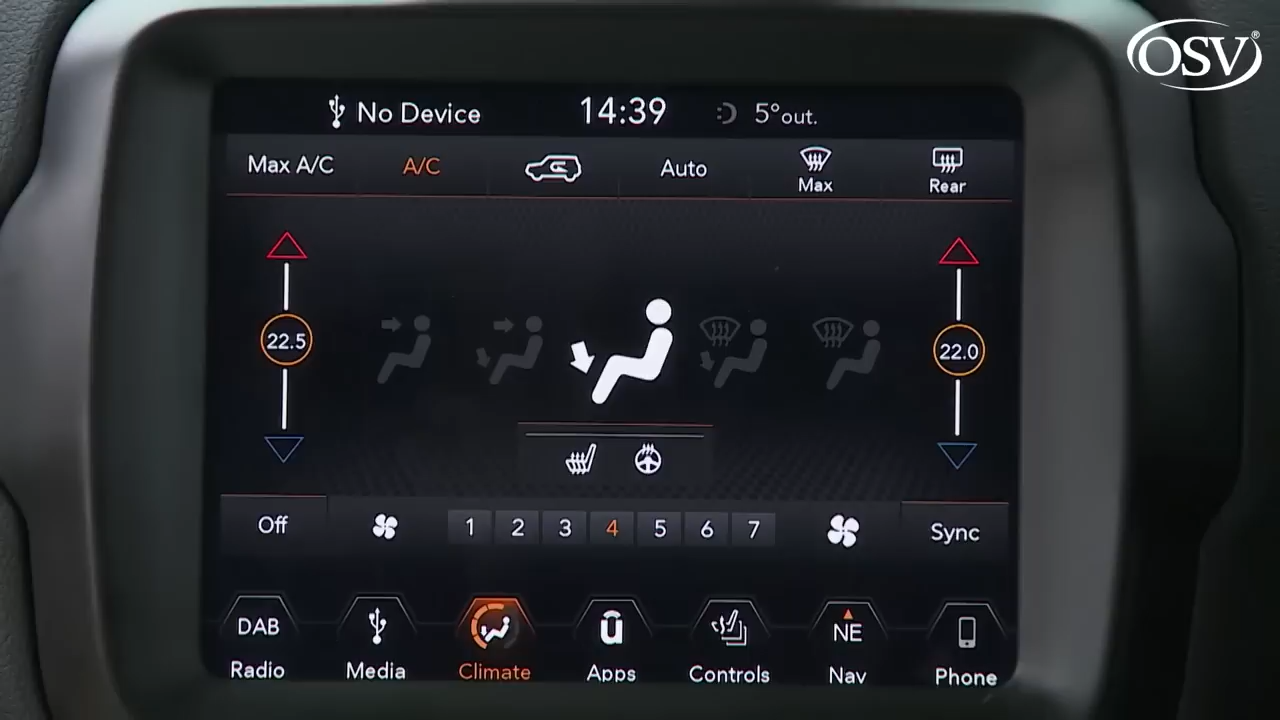 OSV®
No Device 14:39 5° out.
Max A/C A/C Auto Max Rear
22.5 22.0
Off 1 2 3 4 5 6 7 Sync
DAB NE
Radio Media Climate Apps Controls Nav Phone